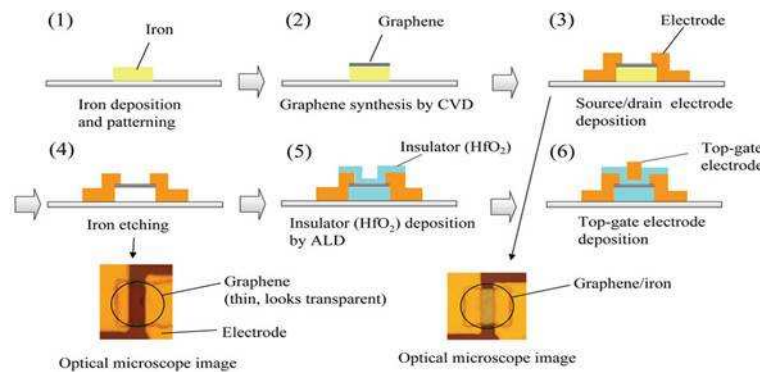 (1)
Iron
Iron deposition
and patterning
(2)
Graphene
Graphene synthesis by CVD
(3)
Electrode
Source/drain electrode
deposition
(4)
Iron etching
(5)
Insulator (HfO₂)
Insulator (HfO₂) deposition
by ALD
(6)
Top-gate
electrode
Top-gate electrode
deposition
Graphene
(thin, looks transparent)
Electrode
Optical microscope image
Graphene/iron
Optical microscope image